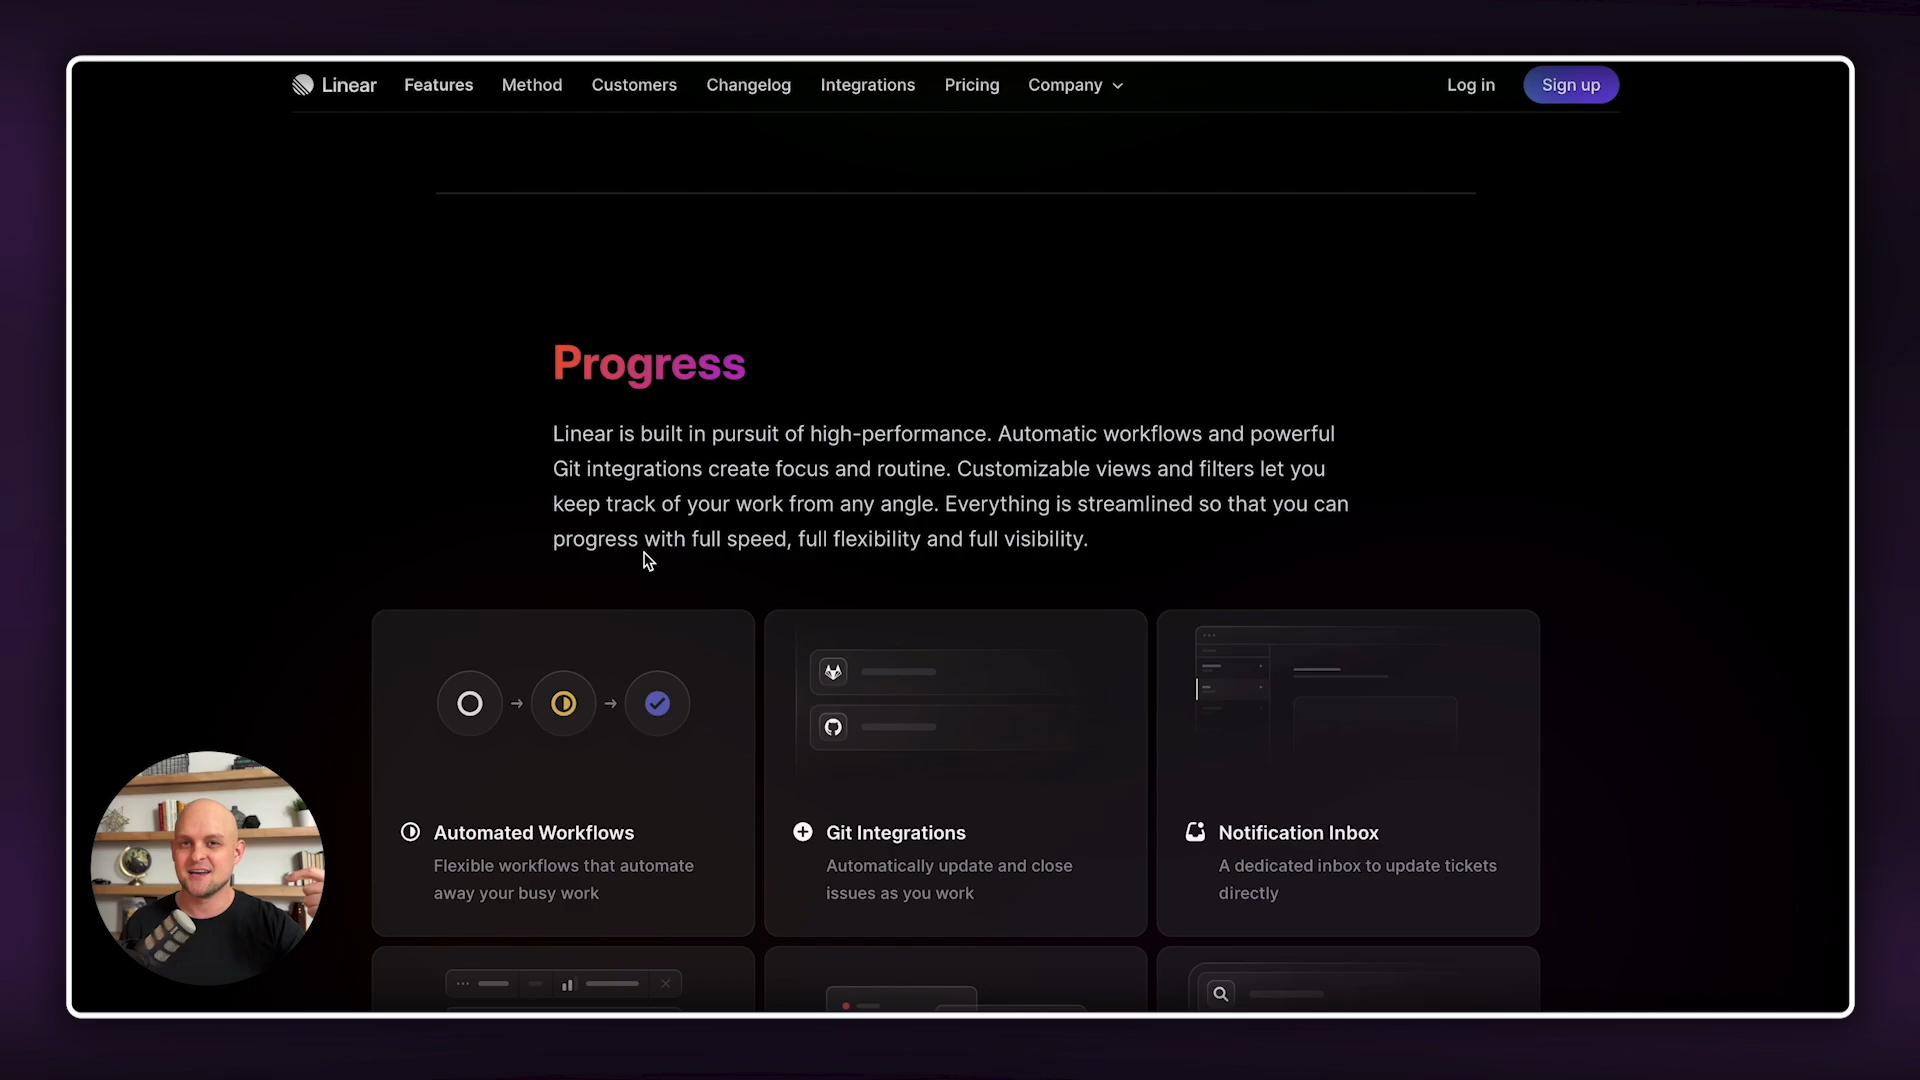 Linear Features Method Customers Changelog Integrations Pricing Company Log in Sign up
Progress
Linear is built in pursuit of high-performance. Automatic workflows and powerful
Git integrations create focus and routine. Customizable views and filters let you
keep track of your work from any angle. Everything is streamlined so that you can
progress with full speed, full flexibility and full visibility.
Automated Workflows
Flexible workflows that automate
away your busy work
Git Integrations
Automatically update and close
issues as you work
Notification Inbox
A dedicated inbox to update tickets
directly